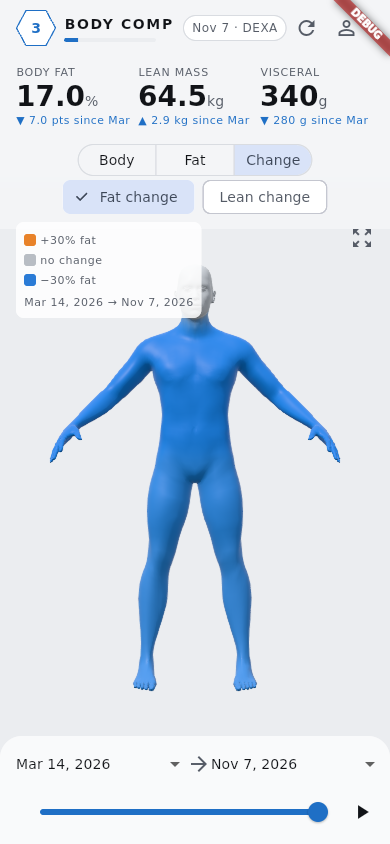 3
BODY COMP
Nov 7 · DEXA
DEBUG
BODY FAT
LEAN MASS
VISCERAL
17.0%
64.5kg
340g
▼ 7.0 pts since Mar
▲ 2.9 kg since Mar
▼ 280 g since Mar
Body
Fat
Change
Fat change
Lean change
+30% fat
no change
−30% fat
Mar 14, 2026 → Nov 7, 2026
Mar 14, 2026
Nov 7, 2026